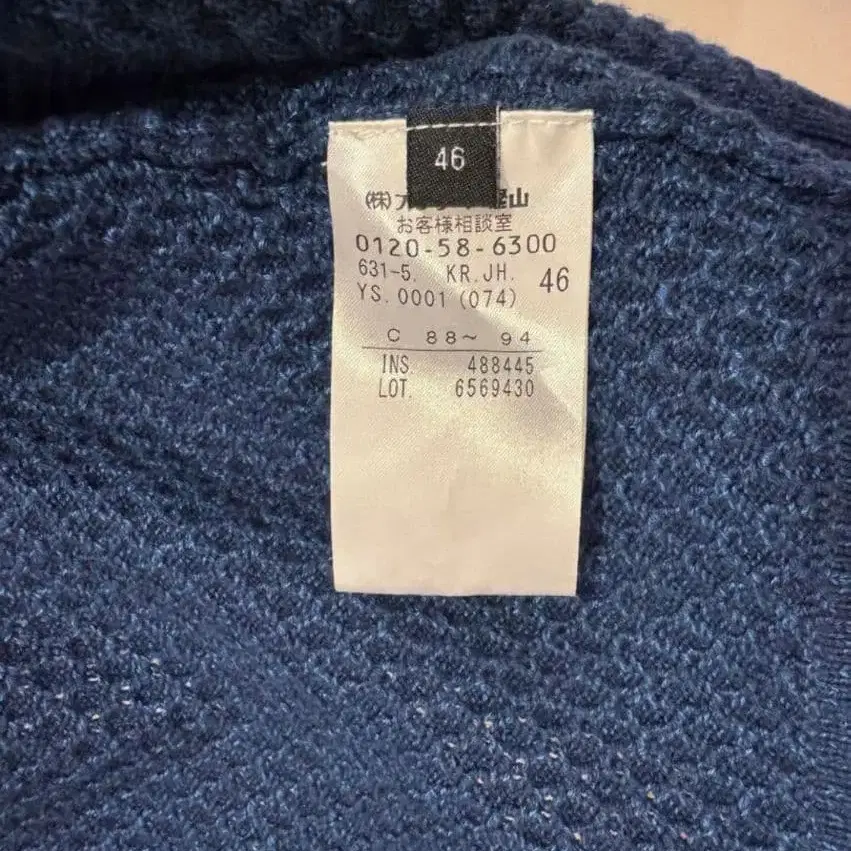 46
(株)
お客様相談室
0120-58-6300
631-5. KR.JH. 46
YS.0001(074)
C 88～ 94
INS 488445
LOT. 6569430